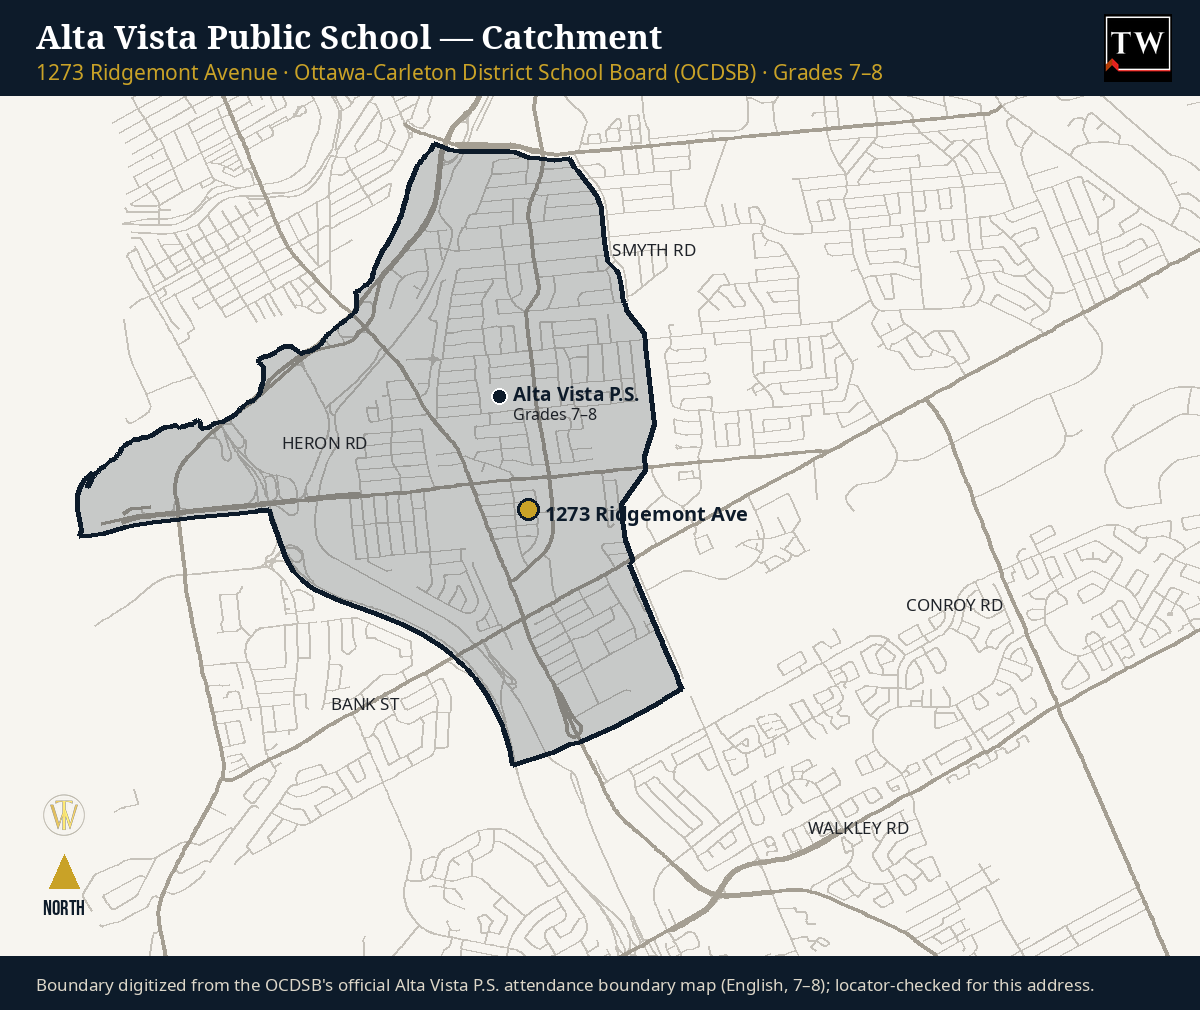 Alta Vista Public School — Catchment
1273 Ridgemont Avenue · Ottawa-Carleton District School Board (OCDSB) · Grades 7–8
TW
SMYTH RD
Alta Vista P.S.
Grades 7–8
HERON RD
1273 Ridgemont Ave
CONROY RD
BANK ST
WALKLEY RD
NORTH
Boundary digitized from the OCDSB's official Alta Vista P.S. attendance boundary map (English, 7–8); locator-checked for this address.